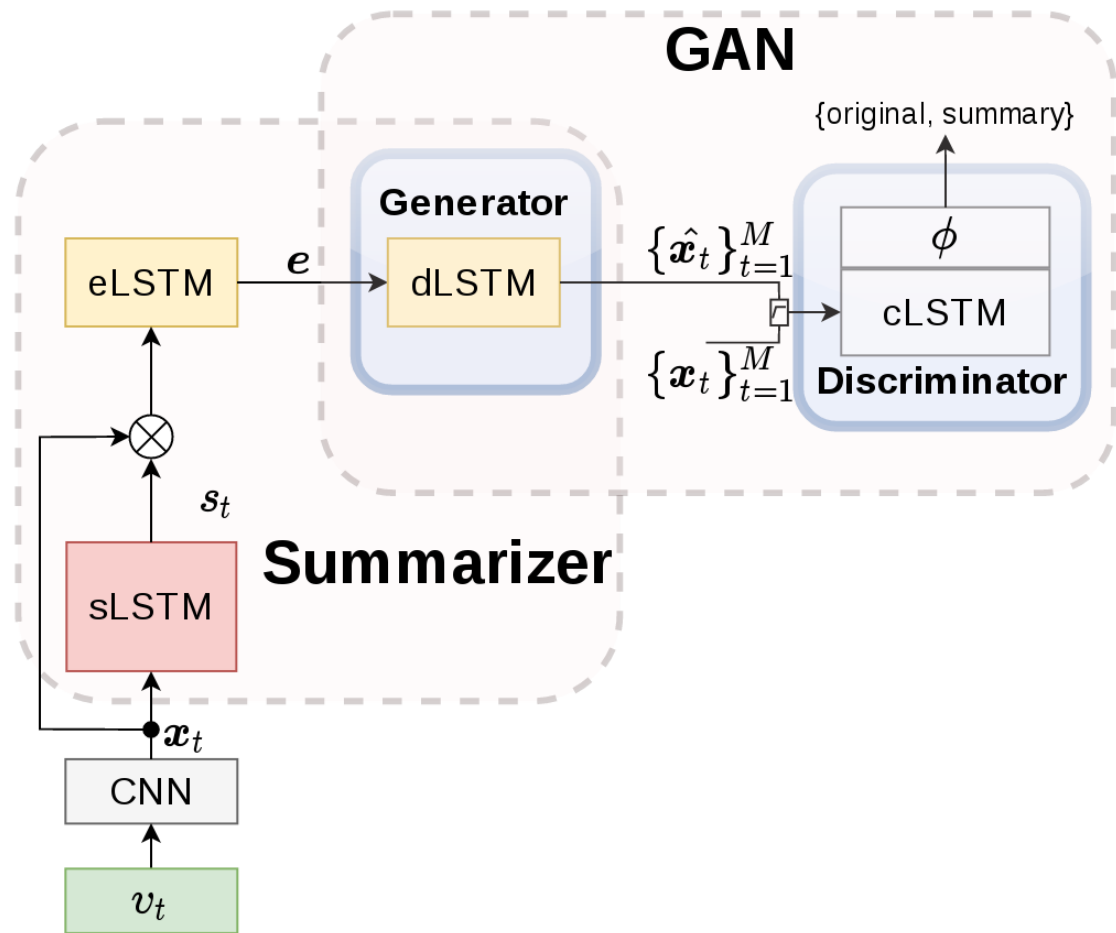 GAN
{original, summary}
Generator
ϕ
eLSTM
e
dLSTM
{x̂_t}_{t=1}^M
cLSTM
{x_t}_{t=1}^M
Discriminator
s_t
Summarizer
sLSTM
x_t
CNN
v_t